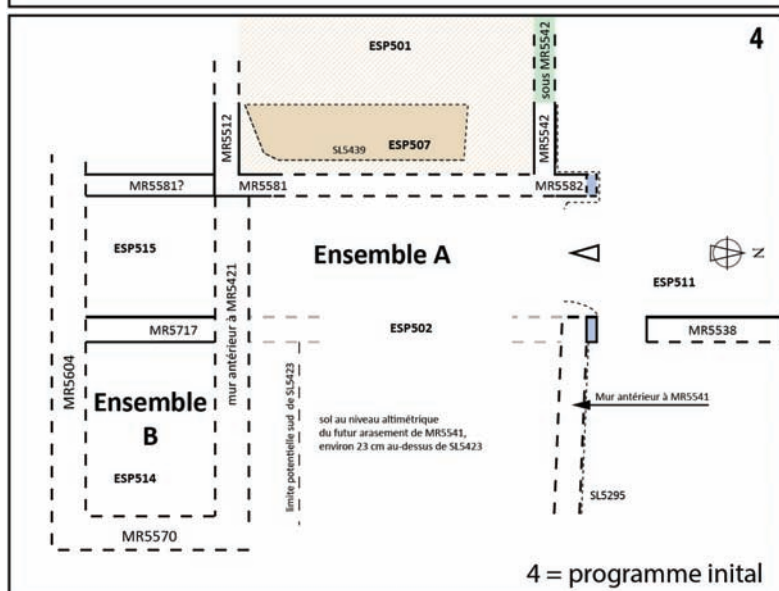 4
ESP501
sous MR5542
MR5512
SL5439
ESP507
MR5542
MR5581?
MR5581
MR5582
ESP515
Ensemble A
N
ESP511
mur antérieur à MR5421
MR5717
ESP502
MR5538
MR5604
Ensemble
B
limite potentielle sud de SL5423
sol au niveau altimétrique
du futur arasement de MR5541,
environ 23 cm au-dessus de SL5423
Mur antérieur à MR5541
ESP514
SL5295
MR5570
4 = programme inital